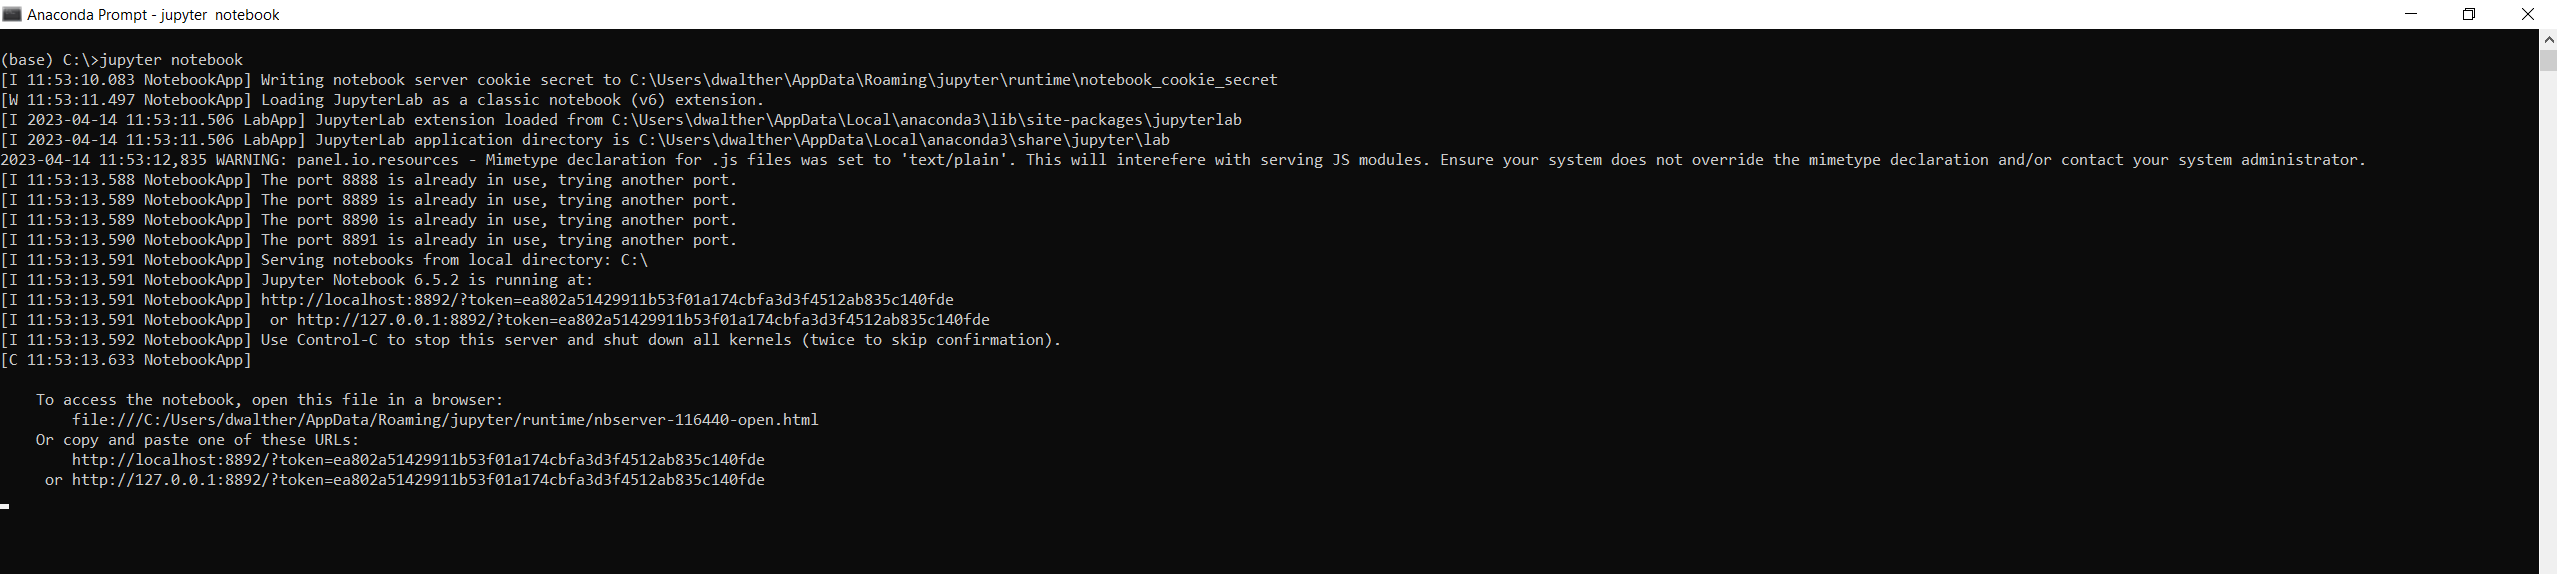 Anaconda Prompt - jupyter  notebook
(base) C:\>jupyter notebook
[I 11:53:10.083 NotebookApp] Writing notebook server cookie secret to C:\Users\dwalther\AppData\Roaming\jupyter\runtime\notebook_cookie_secret
[W 11:53:11.497 NotebookApp] Loading JupyterLab as a classic notebook (v6) extension.
[I 2023-04-14 11:53:11.506 LabApp] JupyterLab extension loaded from C:\Users\dwalther\AppData\Local\anaconda3\lib\site-packages\jupyterlab
[I 2023-04-14 11:53:11.506 LabApp] JupyterLab application directory is C:\Users\dwalther\AppData\Local\anaconda3\share\jupyter\lab
2023-04-14 11:53:12,835 WARNING: panel.io.resources - Mimetype declaration for .js files was set to 'text/plain'. This will interefere with serving JS modules. Ensure your system does not override the mimetype declaration and/or contact your system administrator.
[I 11:53:13.588 NotebookApp] The port 8888 is already in use, trying another port.
[I 11:53:13.589 NotebookApp] The port 8889 is already in use, trying another port.
[I 11:53:13.589 NotebookApp] The port 8890 is already in use, trying another port.
[I 11:53:13.590 NotebookApp] The port 8891 is already in use, trying another port.
[I 11:53:13.591 NotebookApp] Serving notebooks from local directory: C:\
[I 11:53:13.591 NotebookApp] Jupyter Notebook 6.5.2 is running at:
[I 11:53:13.591 NotebookApp] http://localhost:8892/?token=ea802a51429911b53f01a174cbfa3d3f4512ab835c140fde
[I 11:53:13.591 NotebookApp]  or http://127.0.0.1:8892/?token=ea802a51429911b53f01a174cbfa3d3f4512ab835c140fde
[I 11:53:13.592 NotebookApp] Use Control-C to stop this server and shut down all kernels (twice to skip confirmation).
[C 11:53:13.633 NotebookApp]
    To access the notebook, open this file in a browser:
        file:///C:/Users/dwalther/AppData/Roaming/jupyter/runtime/nbserver-116440-open.html
    Or copy and paste one of these URLs:
        http://localhost:8892/?token=ea802a51429911b53f01a174cbfa3d3f4512ab835c140fde
     or http://127.0.0.1:8892/?token=ea802a51429911b53f01a174cbfa3d3f4512ab835c140fde